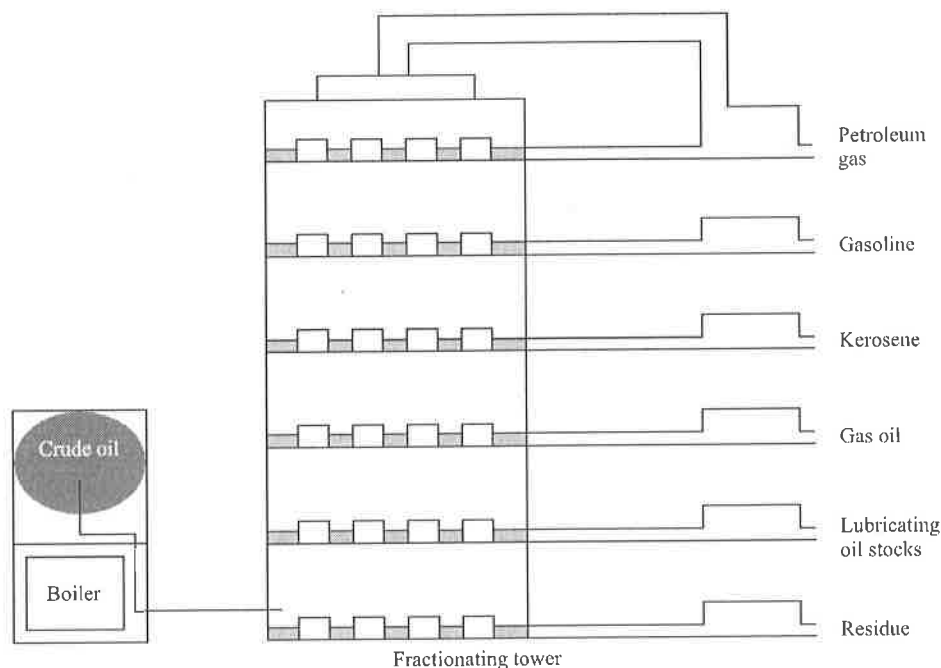 Petroleum
gas
Gasoline
Kerosene
Crude oil
Gas oil
Lubricating
oil stocks
Boiler
Residue
Fractionating tower